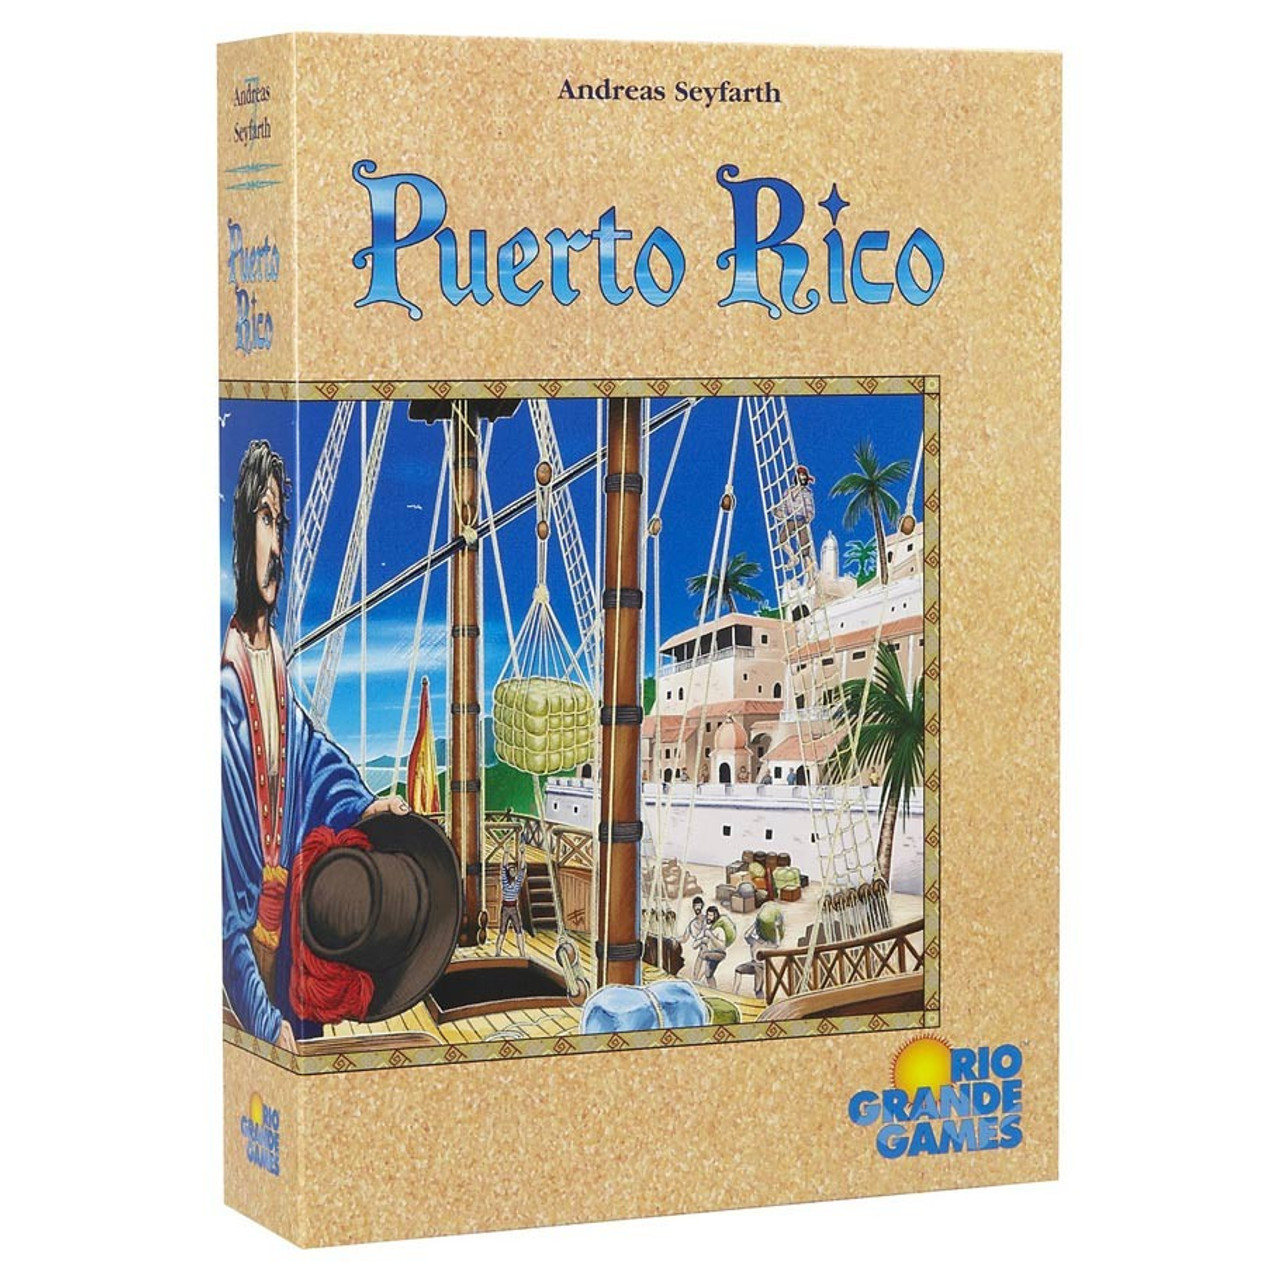 Andreas Seyfarth
Puerto Rico
RIO
GRANDE
GAMES
Andreas
Seyfarth
Puerto
Rico
RIO
GRANDE
GAMES